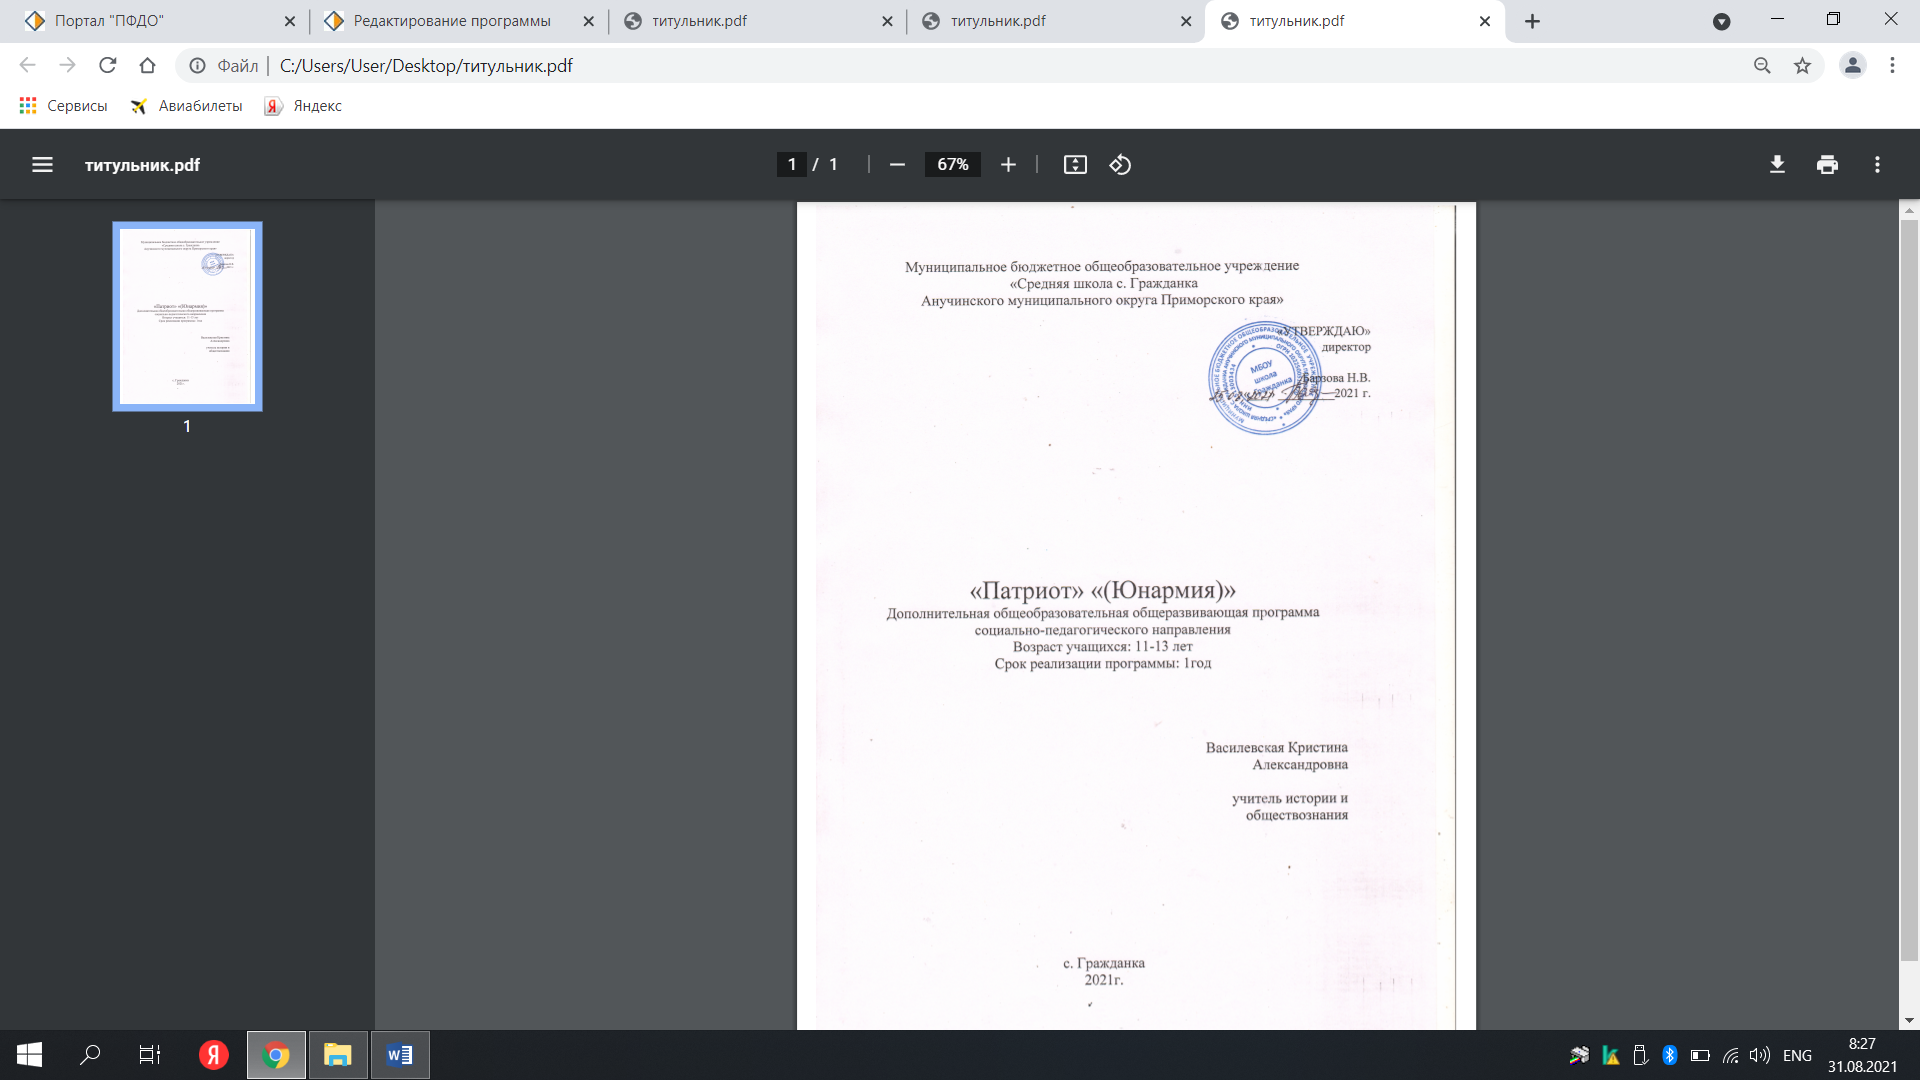 Портал "ПФДО"
Редактирование программы
титульник.pdf
титульник.pdf
титульник.pdf
Файл
C:/Users/User/Desktop/титульник.pdf
Сервисы
Авиабилеты
Яндекс
титульник.pdf
1 / 1
67%
1
Муниципальное бюджетное общеобразовательное учреждение
«Средняя школа с. Гражданка
Анучинского муниципального округа Приморского края»
«УТВЕРЖДАЮ»
директор
МБОУ
школа
Гражданка
Барзова Н.В.
2021 г.
«Патриот» «(Юнармия)»
Дополнительная общеобразовательная общеразвивающая программа
социально-педагогического направления
Возраст учащихся: 11-13 лет
Срок реализации программы: 1год
Василевская Кристина
Александровна
учитель истории и
обществознания
с. Гражданка
2021г.
ENG
8:27
31.08.2021